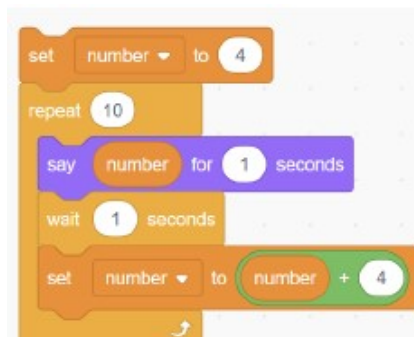 set number to 4
repeat 10
say number for 1 seconds
wait 1 seconds
set number to number + 4